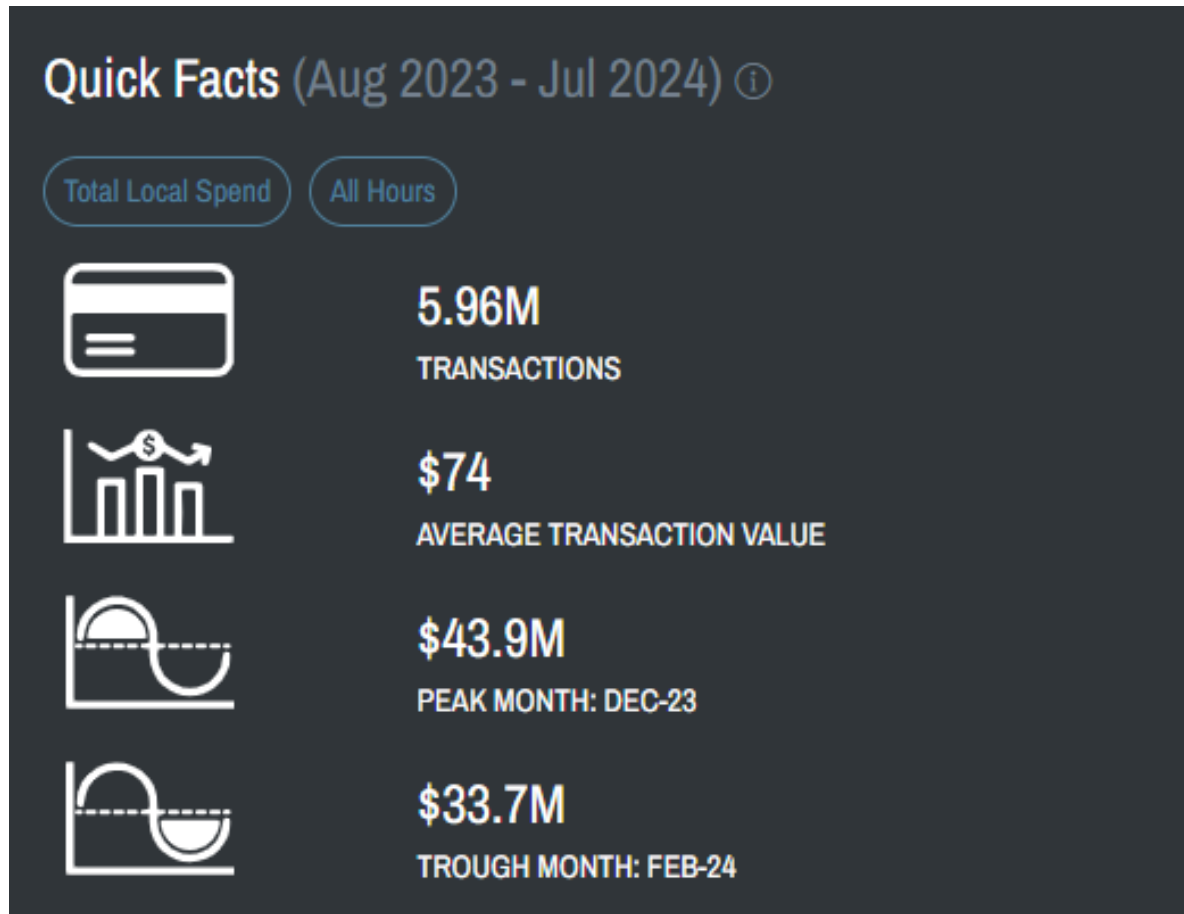 Quick Facts (Aug 2023 - Jul 2024) i
Total Local Spend All Hours
5.96M
TRANSACTIONS
$
$74
AVERAGE TRANSACTION VALUE
$43.9M
PEAK MONTH: DEC-23
$33.7M
TROUGH MONTH: FEB-24